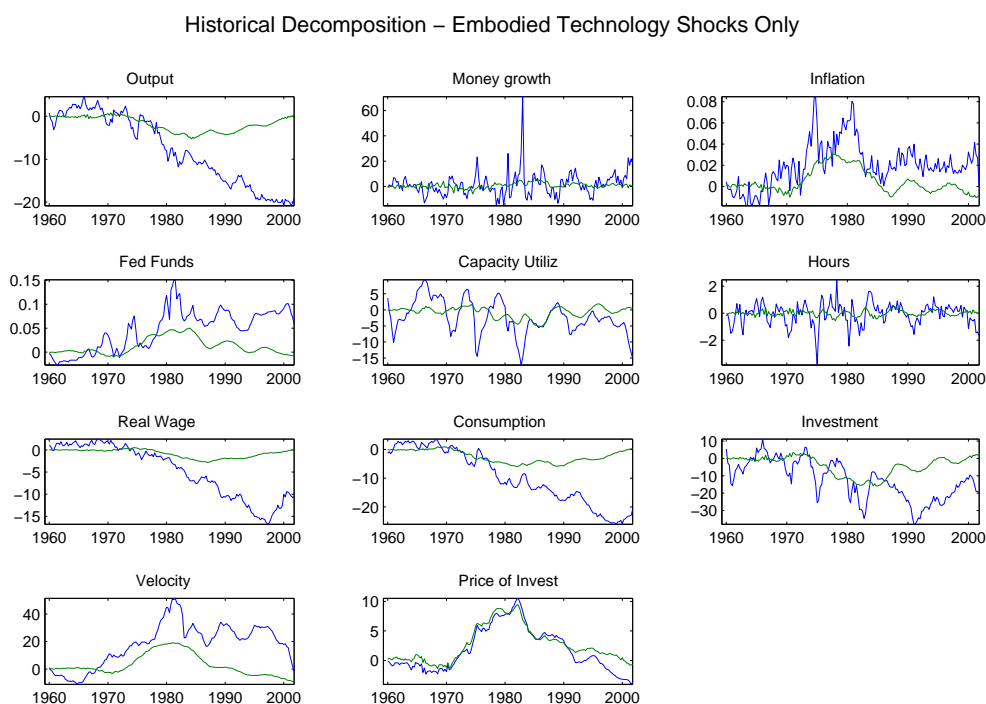 Historical Decomposition − Embodied Technology Shocks Only
Output
0
−10
−20
1960 1970 1980 1990 2000
Money growth
60
40
20
0
1960 1970 1980 1990 2000
Inflation
0.08
0.06
0.04
0.02
0
1960 1970 1980 1990 2000
Fed Funds
0.15
0.1
0.05
0
1960 1970 1980 1990 2000
Capacity Utiliz
5
0
−5
−10
−15
1960 1970 1980 1990 2000
Hours
2
0
−2
1960 1970 1980 1990 2000
Real Wage
0
−5
−10
−15
1960 1970 1980 1990 2000
Consumption
0
−10
−20
1960 1970 1980 1990 2000
Investment
10
0
−10
−20
−30
1960 1970 1980 1990 2000
Velocity
40
20
0
1960 1970 1980 1990 2000
Price of Invest
10
5
0
1960 1970 1980 1990 2000